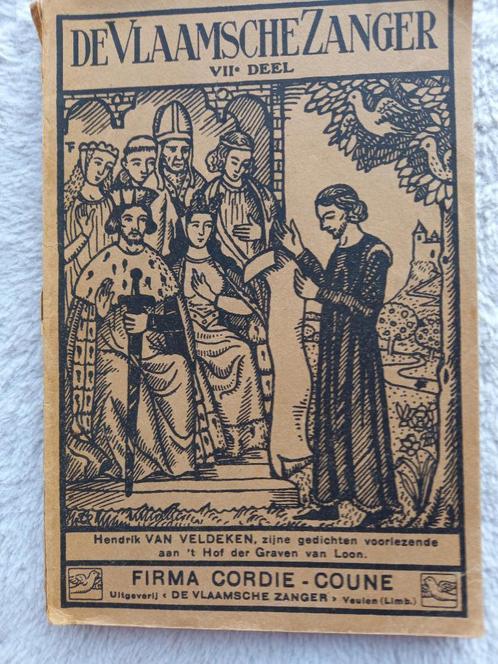 DE VLAAMSCHE ZANGER
VIIe DEEL
Hendrik VAN VELDEKEN, zijne gedichten voorlezende
aan 't Hof der Graven van Loon.
FIRMA CORDIE - COUNE
Uitgeverij « DE VLAAMSCHE ZANGER » Veulen (Limb.)